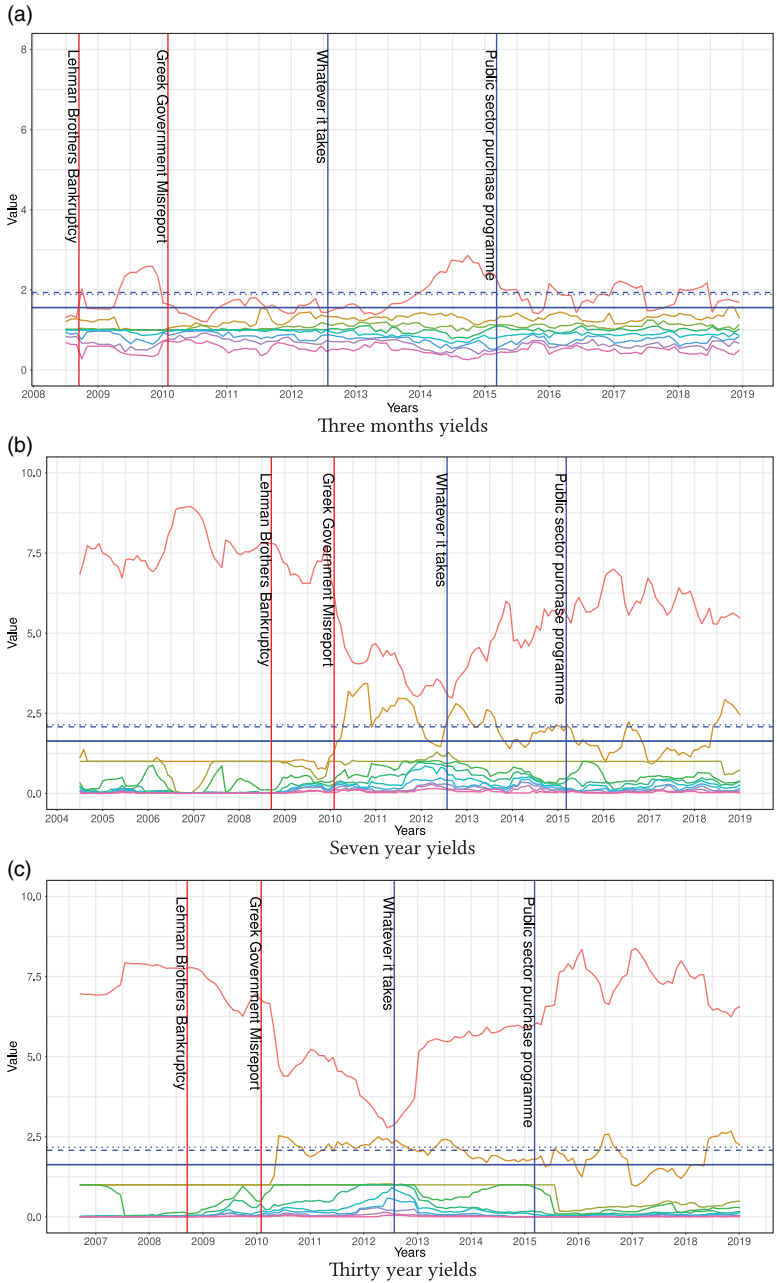 (a)
8
6
4
2
0
Value
Lehman Brothers Bankruptcy
Greek Government Misreport
Whatever it takes
Public sector purchase programme
2008 2009 2010 2011 2012 2013 2014 2015 2016 2017 2018 2019
Years
Three months yields
(b)
10.0
7.5
5.0
2.5
0.0
Value
Lehman Brothers Bankruptcy
Greek Government Misreport
Whatever it takes
Public sector purchase programme
2004 2005 2006 2007 2008 2009 2010 2011 2012 2013 2014 2015 2016 2017 2018 2019
Years
Seven year yields
(c)
10.0
7.5
5.0
2.5
0.0
Value
Lehman Brothers Bankruptcy
Greek Government Misreport
Whatever it takes
Public sector purchase programme
2007 2008 2009 2010 2011 2012 2013 2014 2015 2016 2017 2018 2019
Years
Thirty year yields